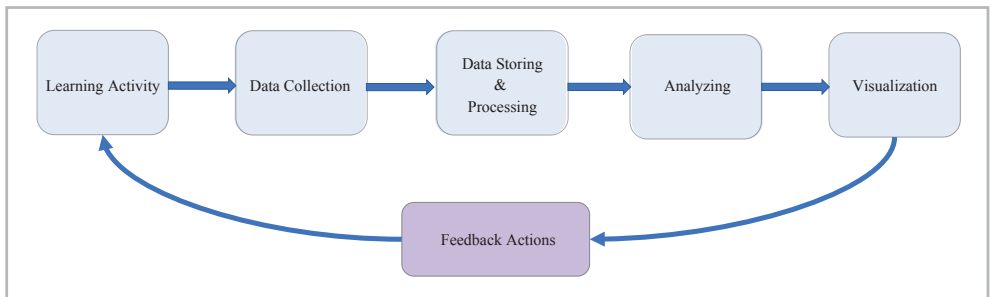 Learning Activity
Data Collection
Data Storing
&
Processing
Analyzing
Visualization
Feedback Actions